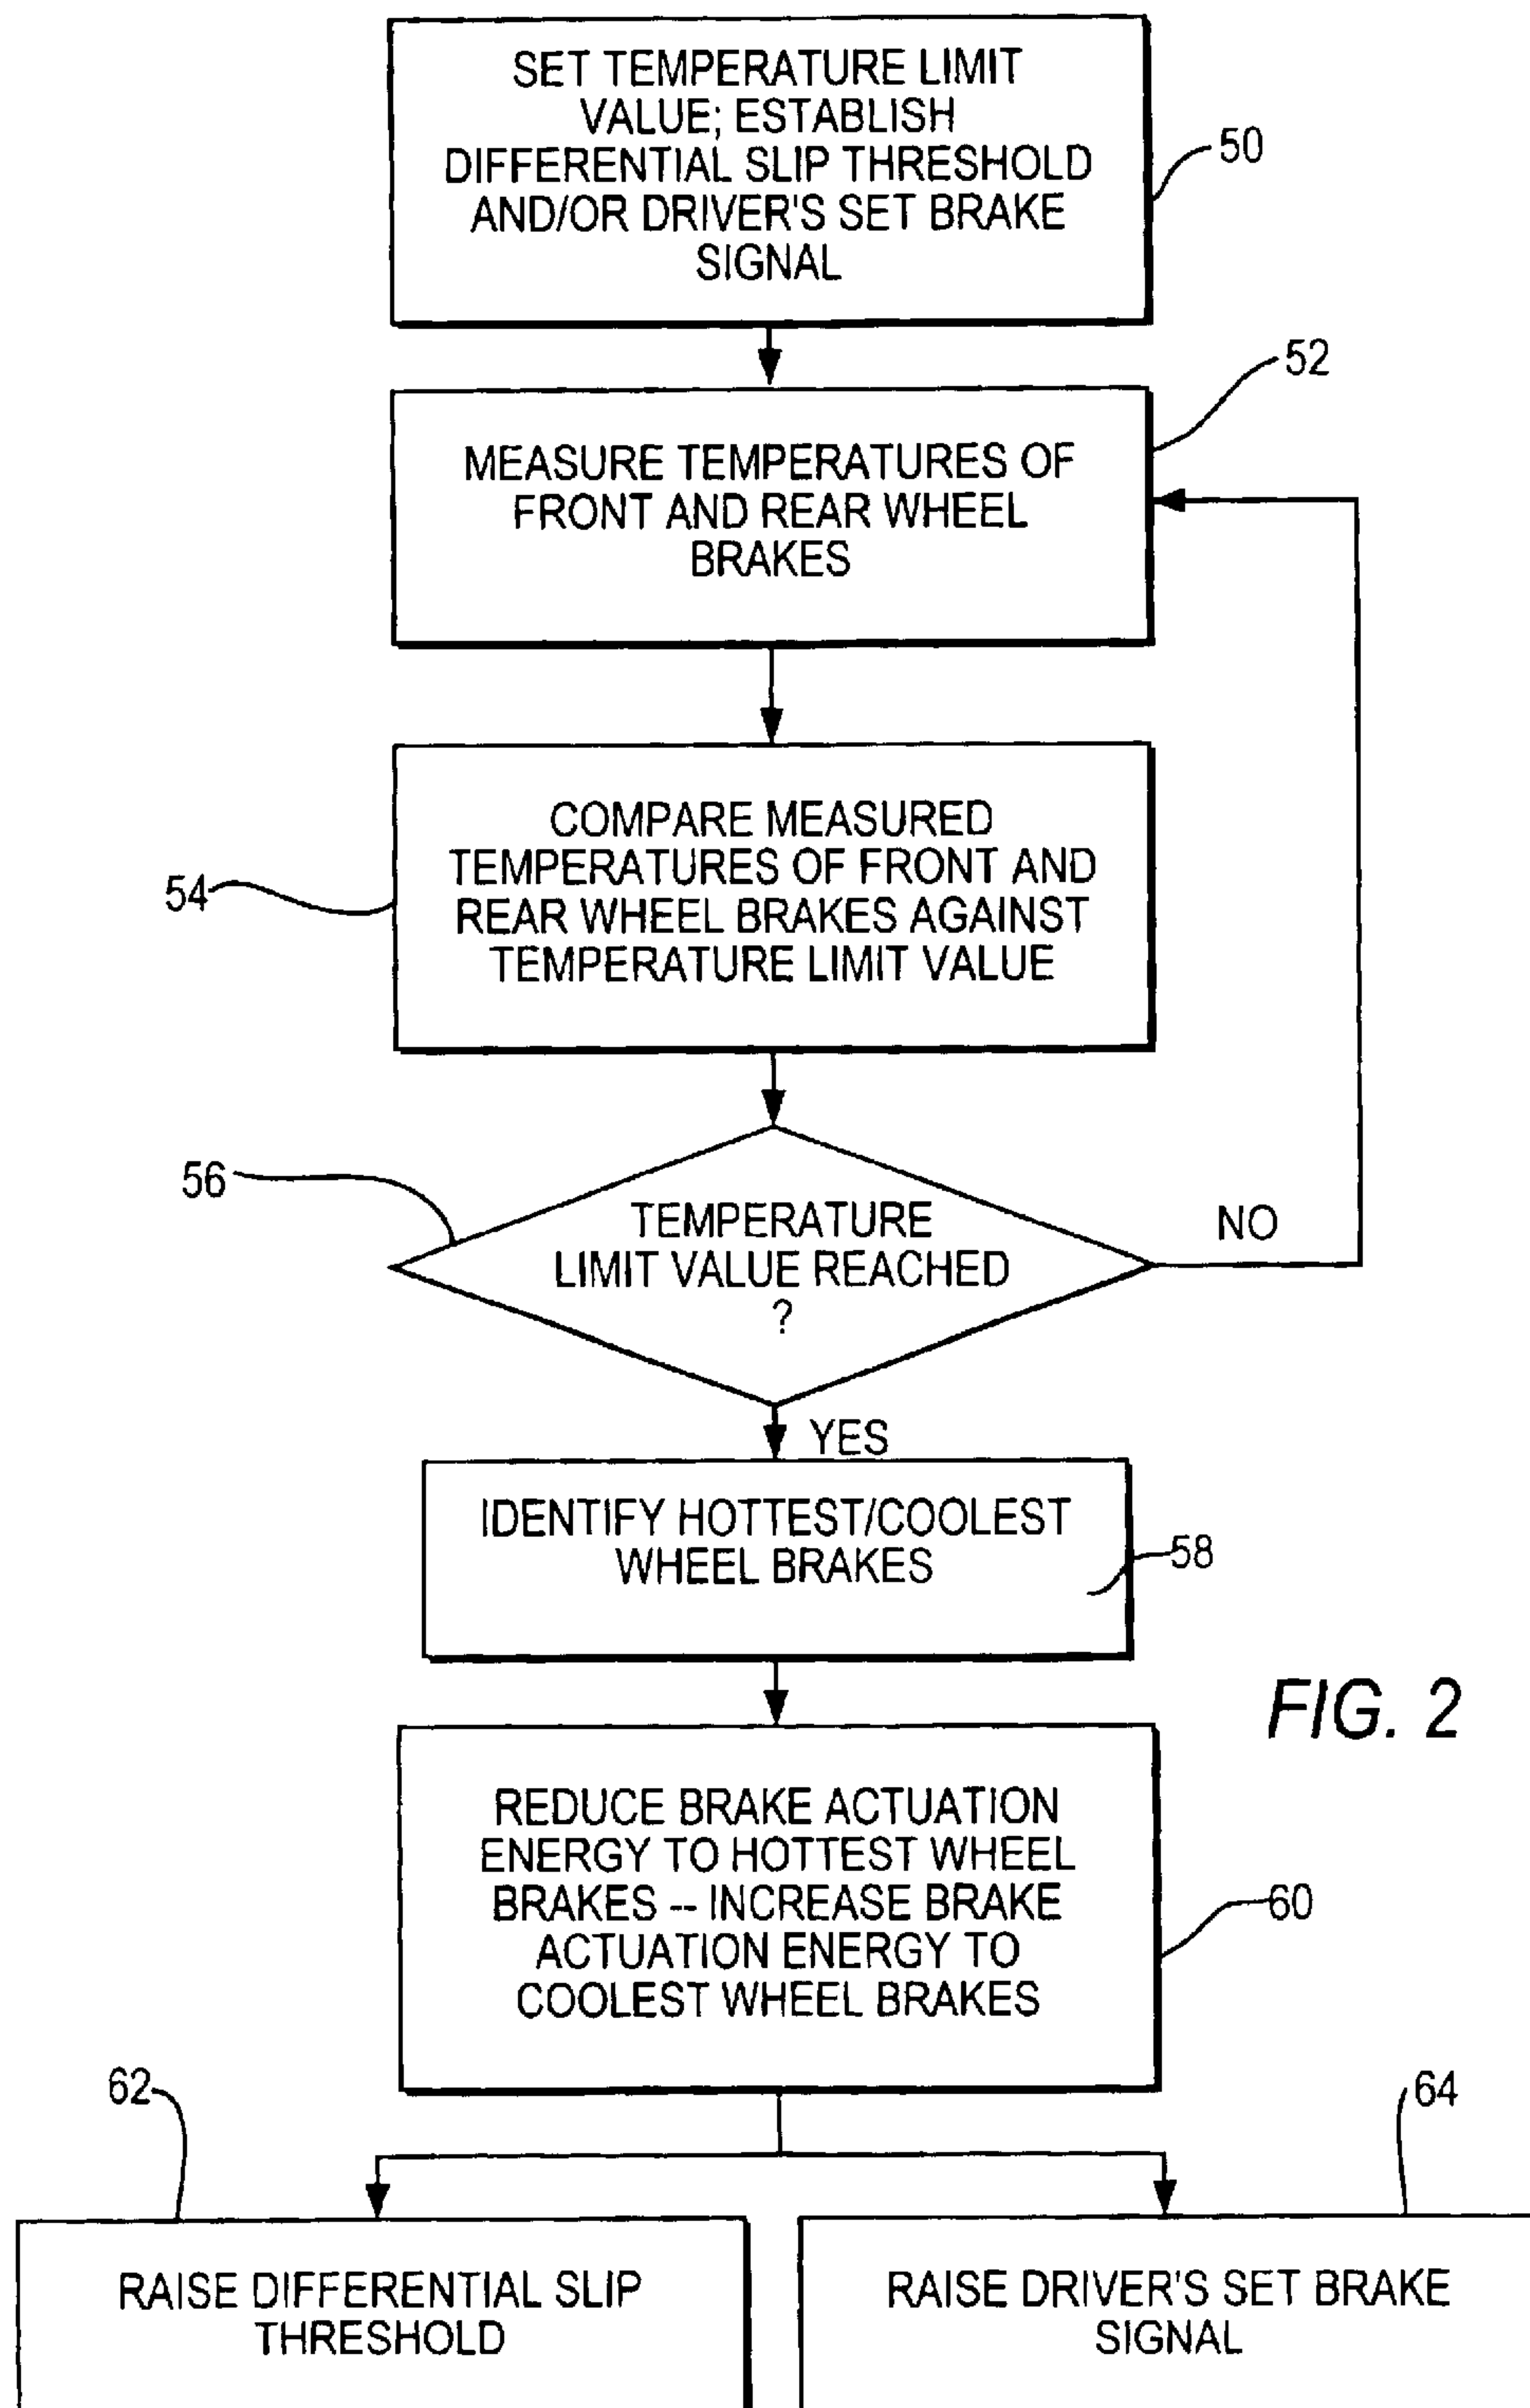 SET TEMPERATURE LIMIT
VALUE; ESTABLISH
DIFFERENTIAL SLIP THRESHOLD
AND/OR DRIVER'S SET BRAKE
SIGNAL
50
52
MEASURE TEMPERATURES OF
FRONT AND REAR WHEEL
BRAKES
COMPARE MEASURED
TEMPERATURES OF FRONT AND
REAR WHEEL BRAKES AGAINST
TEMPERATURE LIMIT VALUE
54
56
TEMPERATURE
LIMIT VALUE REACHED
?
NO
YES
IDENTIFY HOTTEST/COOLEST
WHEEL BRAKES
58
FIG. 2
REDUCE BRAKE ACTUATION
ENERGY TO HOTTEST WHEEL
BRAKES -- INCREASE BRAKE
ACTUATION ENERGY TO
COOLEST WHEEL BRAKES
60
62
64
RAISE DIFFERENTIAL SLIP
THRESHOLD
RAISE DRIVER'S SET BRAKE
SIGNAL